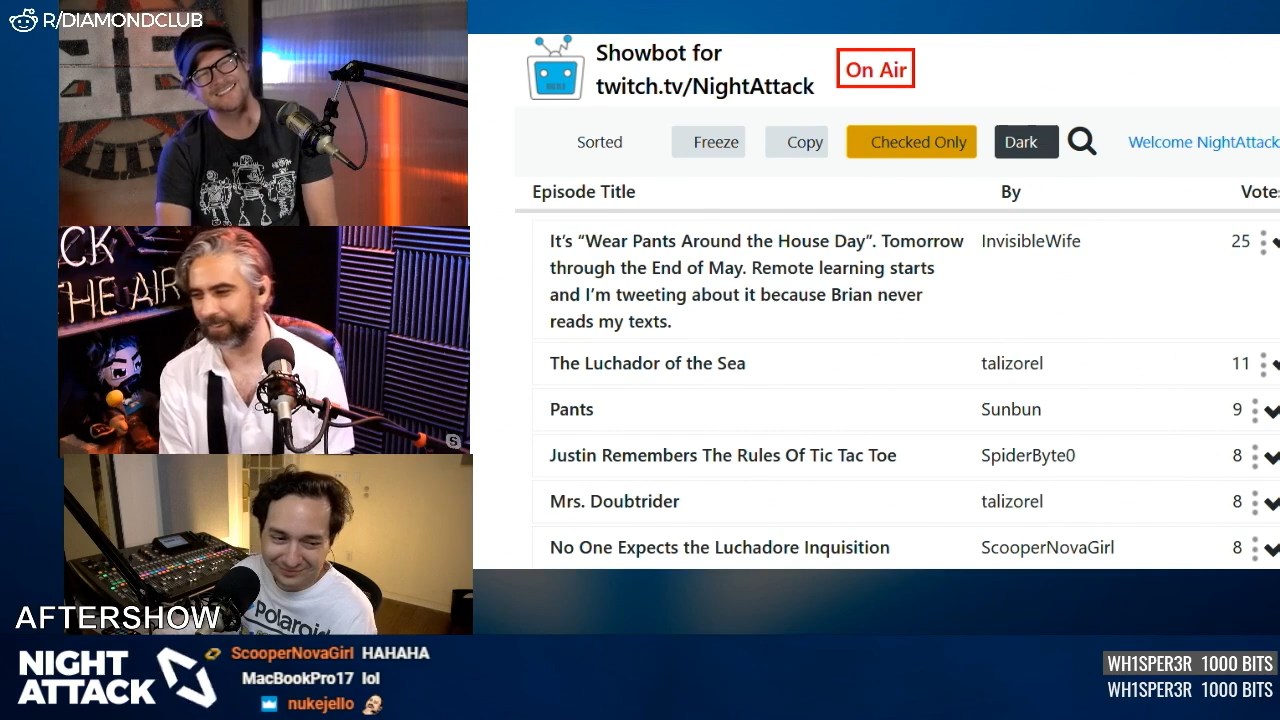 R/DIAMONDCLUB
CK
THE AIR
Polaroid
AFTERSHOW
NIGHT
ATTACK
ScooperNovaGirl HAHAHA
MacBookPro17 lol
nukejello
Showbot for
twitch.tv/NightAttack
On Air
Sorted Freeze Copy Checked Only Dark Welcome NightAttack
Episode Title By Votes
It's “Wear Pants Around the House Day”. Tomorrow InvisibleWife 25
through the End of May. Remote learning starts
and I'm tweeting about it because Brian never
reads my texts.
The Luchador of the Sea talizorel 11
Pants Sunbun 9
Justin Remembers The Rules Of Tic Tac Toe SpiderByte0 8
Mrs. Doubtrider talizorel 8
No One Expects the Luchadore Inquisition ScooperNovaGirl 8
WH1SPER3R 1000 BITS
WH1SPER3R 1000 BITS